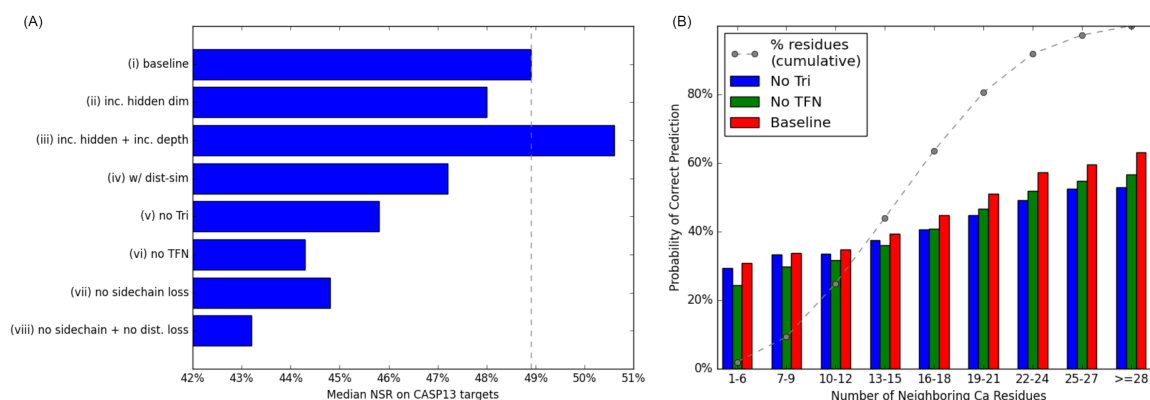 (A)
(i) baseline
(ii) inc. hidden dim
(iii) inc. hidden + inc. depth
(iv) w/ dist-sim
(v) no Tri
(vi) no TFN
(vii) no sidechain loss
(viii) no sidechain + no dist. loss
42% 43% 44% 45% 46% 47% 48% 49% 50% 51%
Median NSR on CASP13 targets
(B)
% residues
(cumulative)
No Tri
No TFN
Baseline
Probability of Correct Prediction
80%
60%
40%
20%
0%
1-6 7-9 10-12 13-15 16-18 19-21 22-24 25-27 >=28
Number of Neighboring Ca Residues